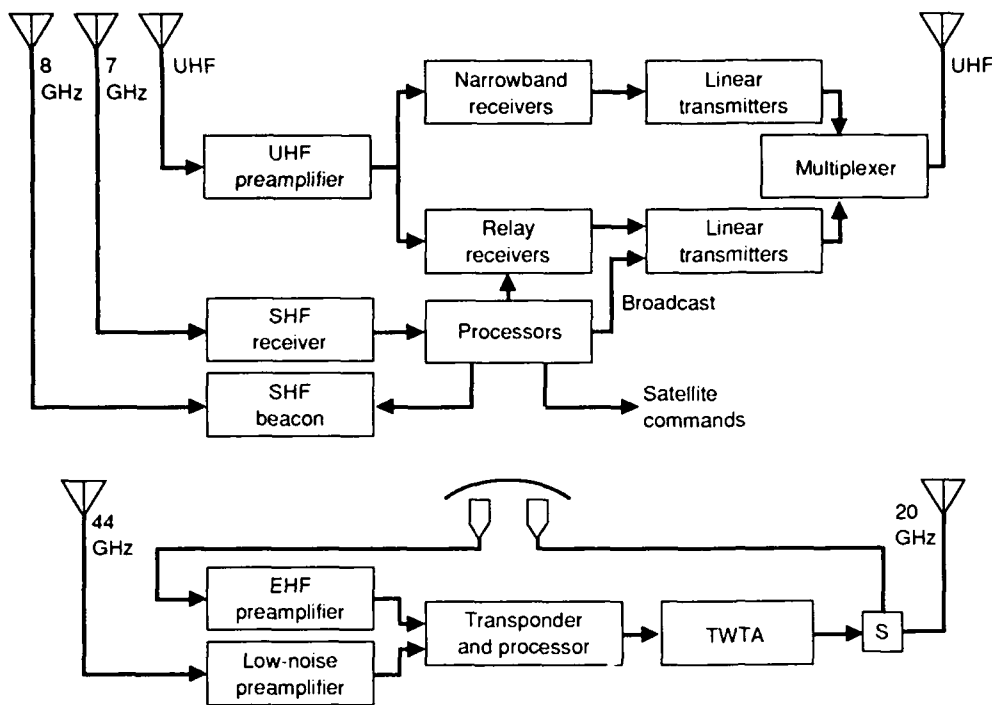 8
GHz
7
GHz
UHF
UHF
Narrowband
receivers
Linear
transmitters
UHF
preamplifier
Multiplexer
Relay
receivers
Linear
transmitters
Broadcast
SHF
receiver
Processors
SHF
beacon
Satellite
commands
44
GHz
20
GHz
EHF
preamplifier
Transponder
and processor
TWTA
S
Low-noise
preamplifier